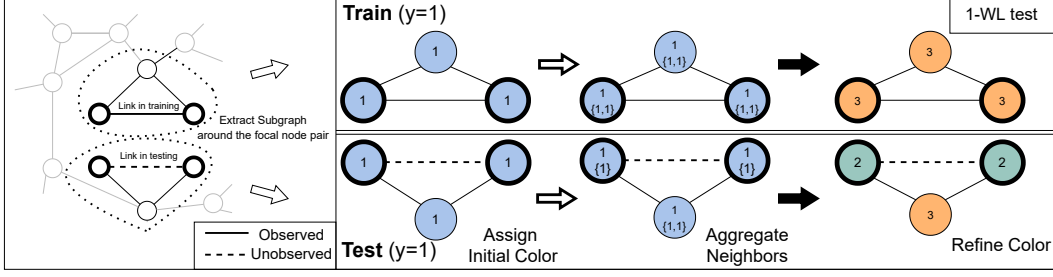 Link in training
Extract Subgraph
around the focal node pair
Link in testing
Observed
Unobserved
Train (y=1)
1-WL test
1
1
1
1
{1,1}
1
{1,1}
1
{1,1}
3
3
3
1
1
1
1
{1}
1
{1}
1
{1,1}
2
2
3
Test (y=1)
Assign
Initial Color
Aggregate
Neighbors
Refine Color